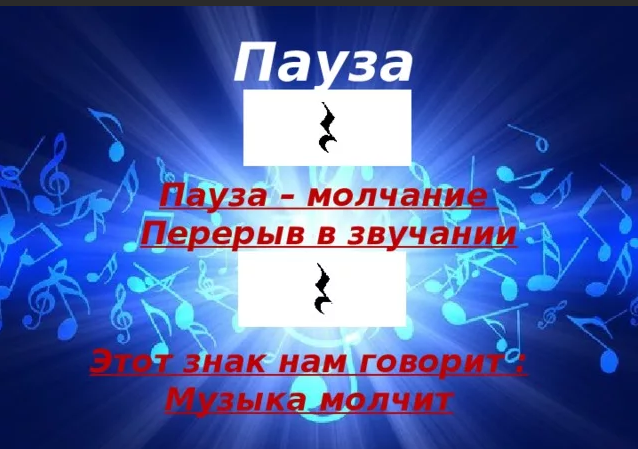 Пауза
Пауза – молчание
Перерыв в звучании
Этот знак нам говорит :
Музыка молчит